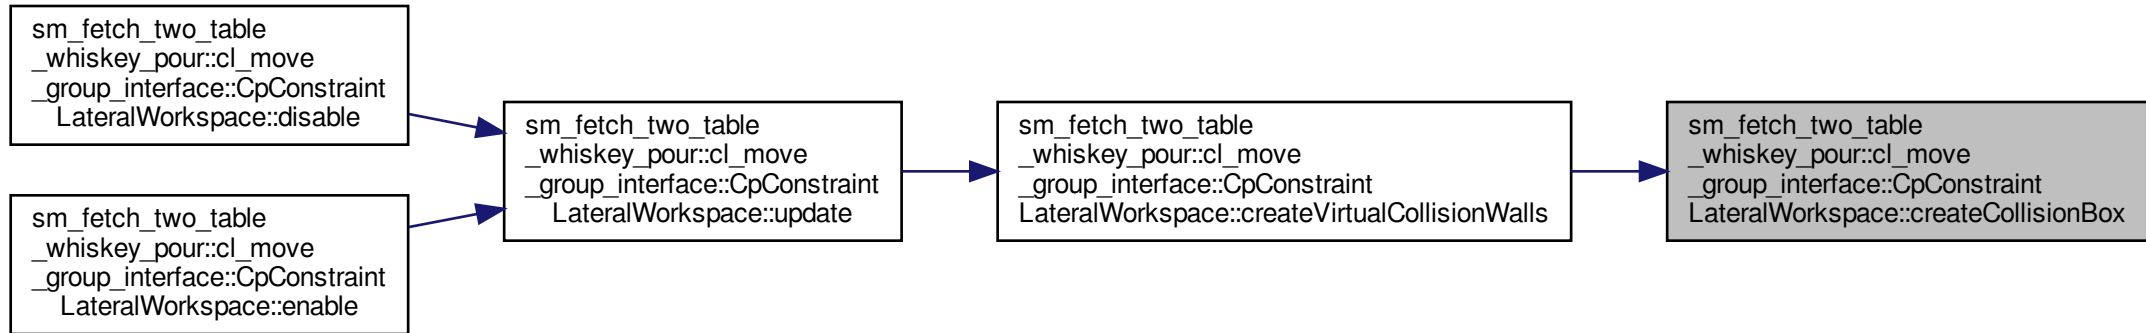 sm_fetch_two_table
_whiskey_pour::cl_move
_group_interface::CpConstraint
LateralWorkspace::disable
sm_fetch_two_table
_whiskey_pour::cl_move
_group_interface::CpConstraint
LateralWorkspace::enable
sm_fetch_two_table
_whiskey_pour::cl_move
_group_interface::CpConstraint
LateralWorkspace::update
sm_fetch_two_table
_whiskey_pour::cl_move
_group_interface::CpConstraint
LateralWorkspace::createVirtualCollisionWalls
sm_fetch_two_table
_whiskey_pour::cl_move
_group_interface::CpConstraint
LateralWorkspace::createCollisionBox